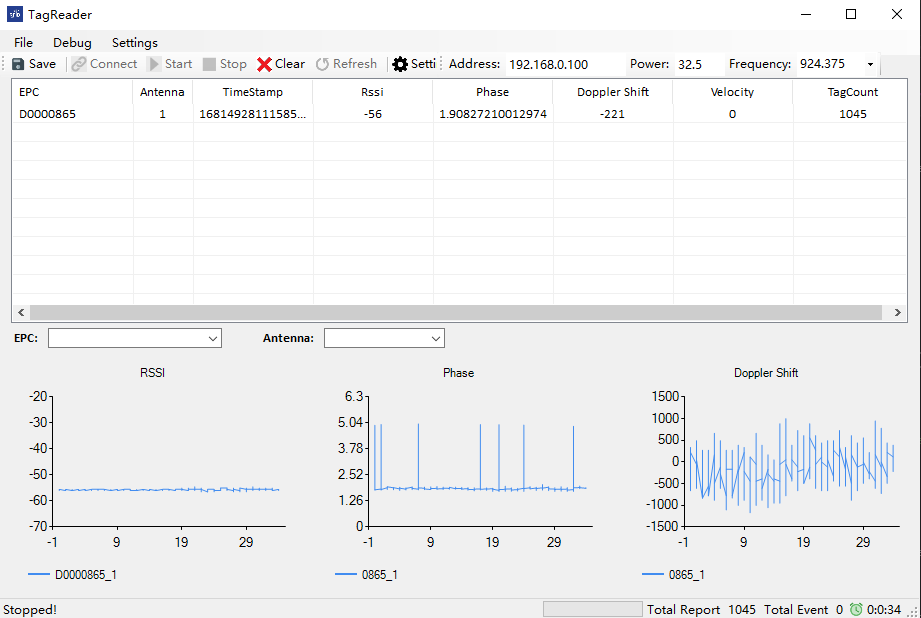 TagReader
File Debug Settings
Save Connect Start Stop Clear Refresh Setti Address: 192.168.0.100 Power: 32.5 Frequency: 924.375
EPC Antenna TimeStamp Rssi Phase Doppler Shift Velocity TagCount
D0000865 1 16814928111585... -56 1.90827210012974 -221 0 1045
EPC: Antenna:
RSSI Phase Doppler Shift
-20 6.3 1500
-30 5.04 1000
-40 3.78 500
-50 2.52 0
-60 1.26 -500
-70 0 -1000
-1500
-1 9 19 29 -1 9 19 29 -1 9 19 29
D0000865_1 0865_1 0865_1
Stopped! Total Report 1045 Total Event 0 0:0:34